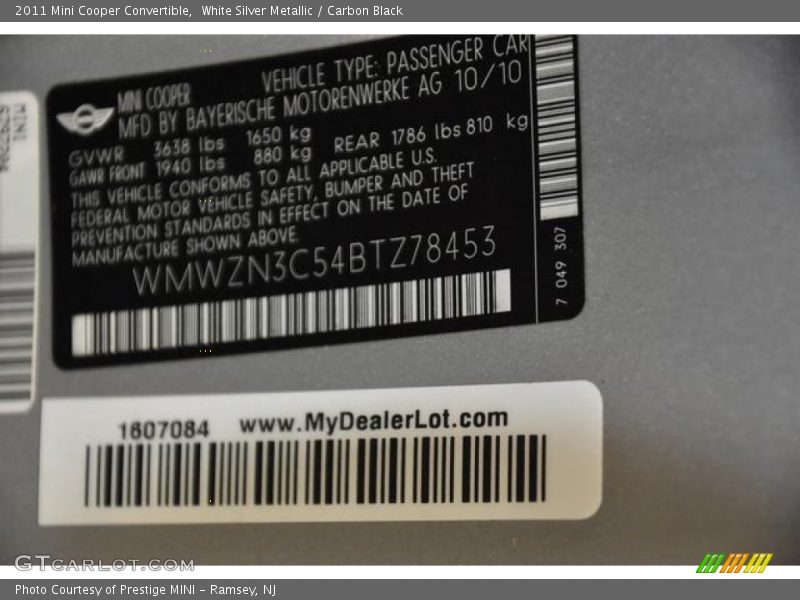 2011 Mini Cooper Convertible, White Silver Metallic / Carbon Black
MINI COOPER
VEHICLE TYPE: PASSENGER CAR
MFD BY BAYERISCHE MOTORENWERKE AG 10/10
GVWR 3638 lbs 1650 kg
GAWR FRONT 1940 lbs 880 kg REAR 1786 lbs 810 kg
THIS VEHICLE CONFORMS TO ALL APPLICABLE U.S.
FEDERAL MOTOR VEHICLE SAFETY, BUMPER AND THEFT
PREVENTION STANDARDS IN EFFECT ON THE DATE OF
MANUFACTURE SHOWN ABOVE.
WMWZN3C54BTZ78453
7 049 307
MINI
1607084 www.MyDealerLot.com
GTCARLOT.COM
Photo Courtesy of Prestige MINI - Ramsey, NJ